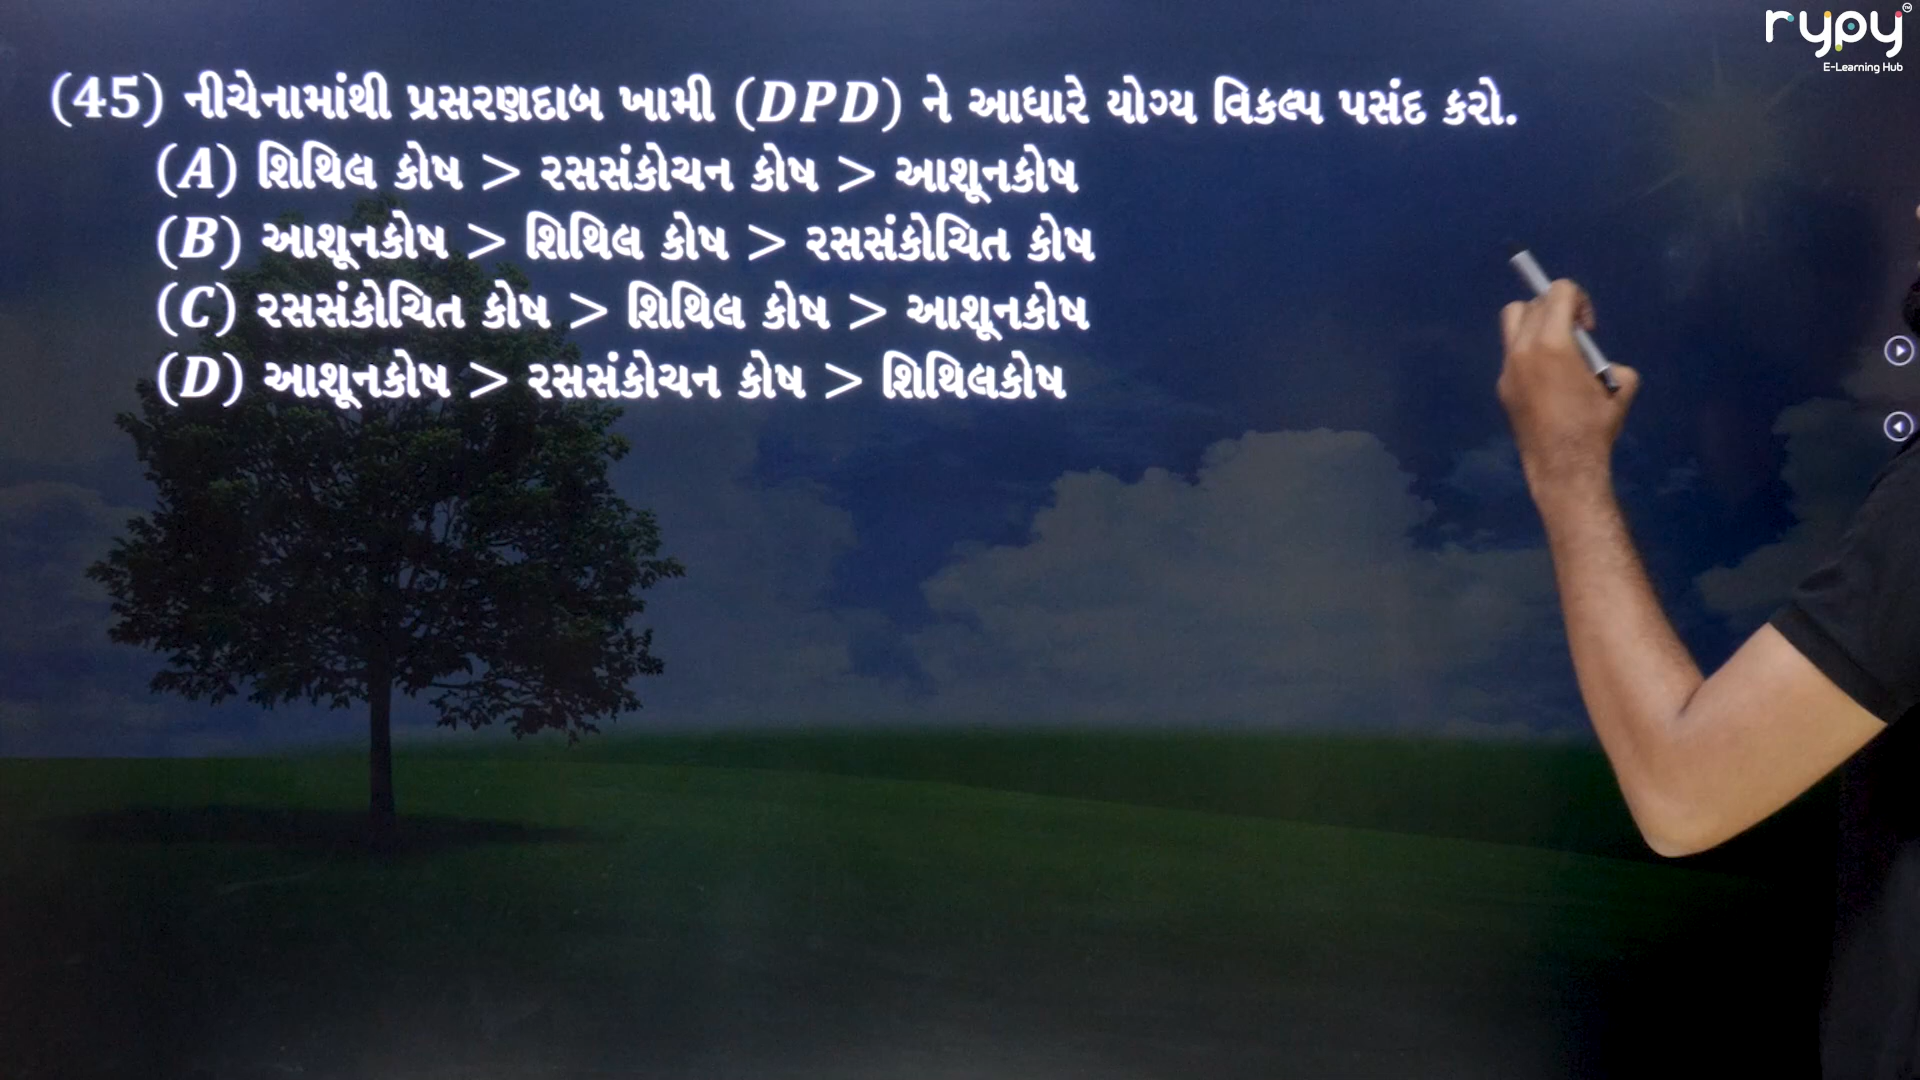 rypy
E-Learning Hub
(45) નીચેનામાંથી પ્રસરણદાબ ખામી (DPD) ને આધારે યોગ્ય વિકલ્પ પસંદ કરો.
(A) શિથિલ કોષ > રસસંકોચન કોષ > આશૂનકોષ
(B) આશૂનકોષ > શિથિલ કોષ > રસસંકોચિત કોષ
(C) રસસંકોચિત કોષ > શિથિલ કોષ > આશૂનકોષ
(D) આશૂનકોષ > રસસંકોચન કોષ > શિથિલકોષ